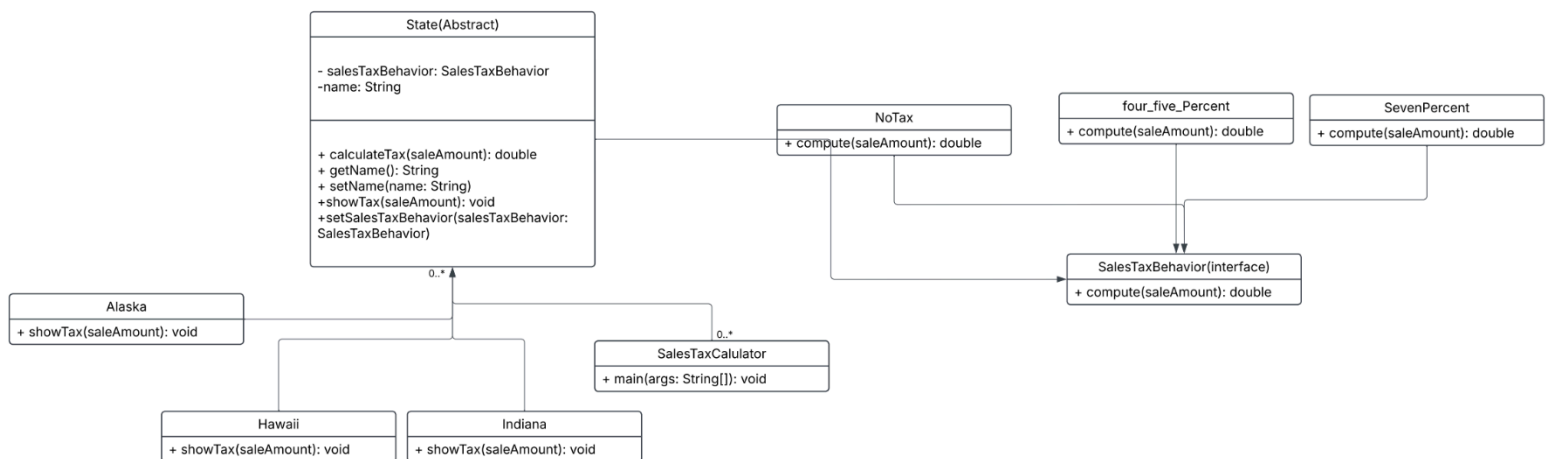 State(Abstract)
- salesTaxBehavior: SalesTaxBehavior
-name: String
+ calculateTax(saleAmount): double
+ getName(): String
+ setName(name: String)
+showTax(saleAmount): void
+setSalesTaxBehavior(salesTaxBehavior:
SalesTaxBehavior)
0..*
NoTax
+ compute(saleAmount): double
four_five_Percent
+ compute(saleAmount): double
SevenPercent
+ compute(saleAmount): double
SalesTaxBehavior(interface)
+ compute(saleAmount): double
Alaska
+ showTax(saleAmount): void
0..*
SalesTaxCalulator
+ main(args: String[]): void
Hawaii
+ showTax(saleAmount): void
Indiana
+ showTax(saleAmount): void